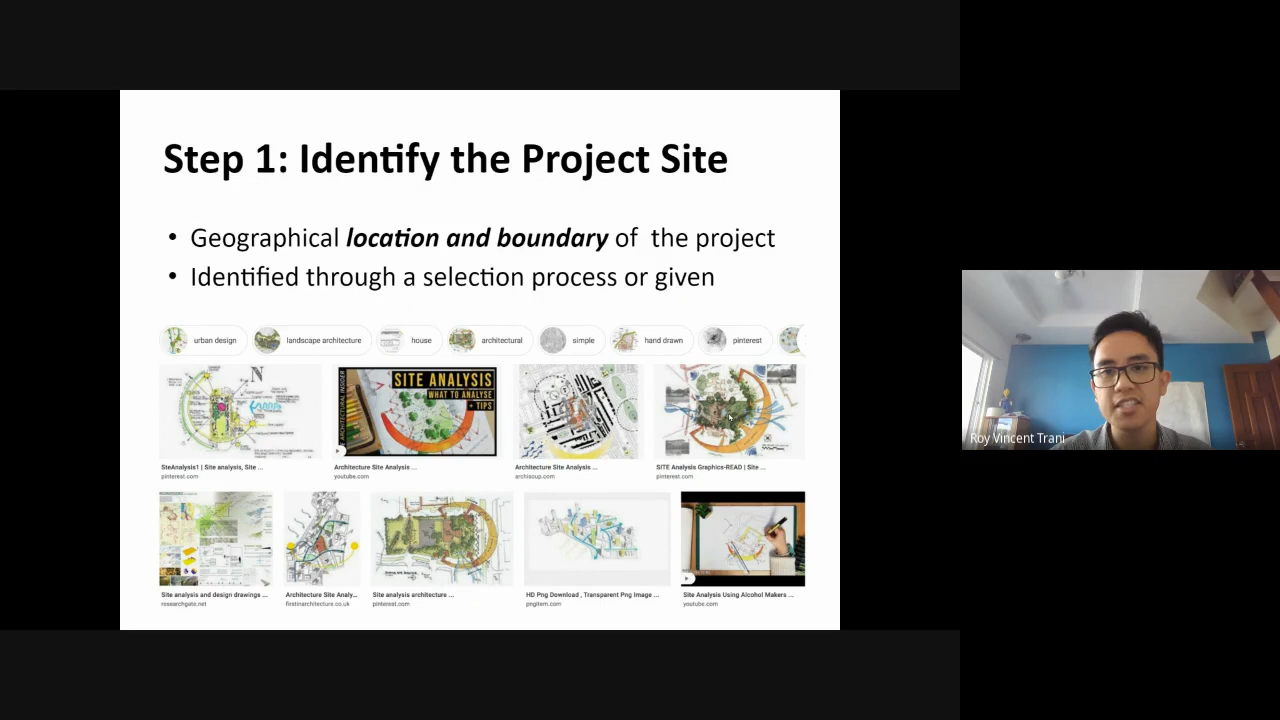 Step 1: Identify the Project Site
• Geographical location and boundary of the project
• Identified through a selection process or given
urban design
landscape architecture
house
architectural
simple
hand drawn
pinterest
N
ARCHITECTURAL INSIDER
SITE ANALYSIS
WHAT TO ANALYSE
+ TIPS
SiteAnalysis1 | Site analysis, Site ...
pinterest.com
Architecture Site Analysis ...
youtube.com
Architecture Site Analysis ...
archisoup.com
SITE Analysis Graphics-READ | Site ...
pinterest.com
Site analysis and design drawings ...
researchgate.net
Architecture Site Analy...
firstinarchitecture.co.uk
Site analysis architecture ...
pinterest.com
HD Png Download , Transparent Png Image ...
pngitem.com
Site Analysis Using Alcohol Makers ...
youtube.com
Roy Vincent Trani